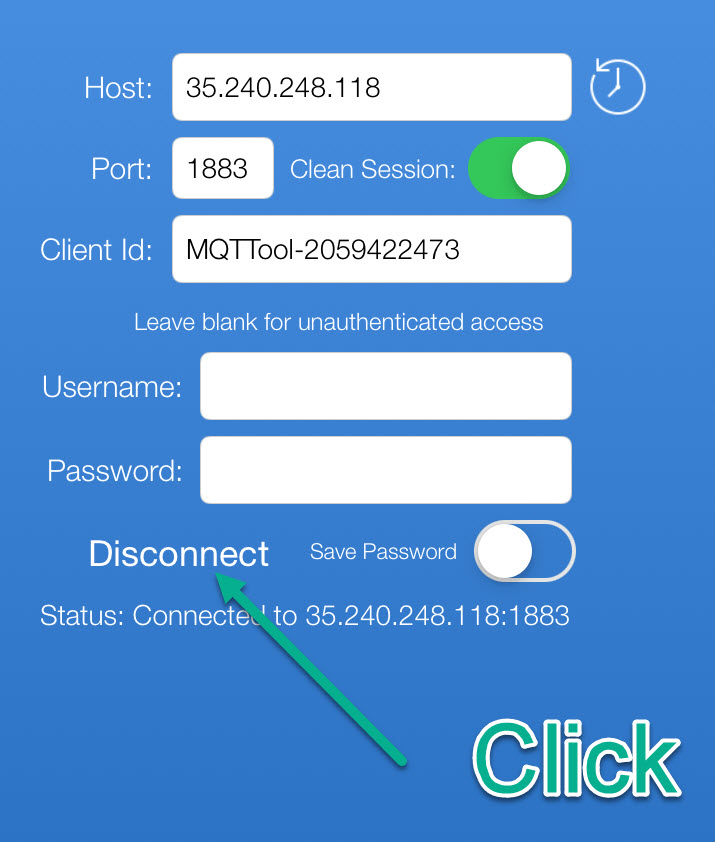 Host: 35.240.248.118
Port: 1883 Clean Session:
Client Id: MQTTool-2059422473
Leave blank for unauthenticated access
Username:
Password:
Disconnect Save Password
Status: Connected to 35.240.248.118:1883
Click